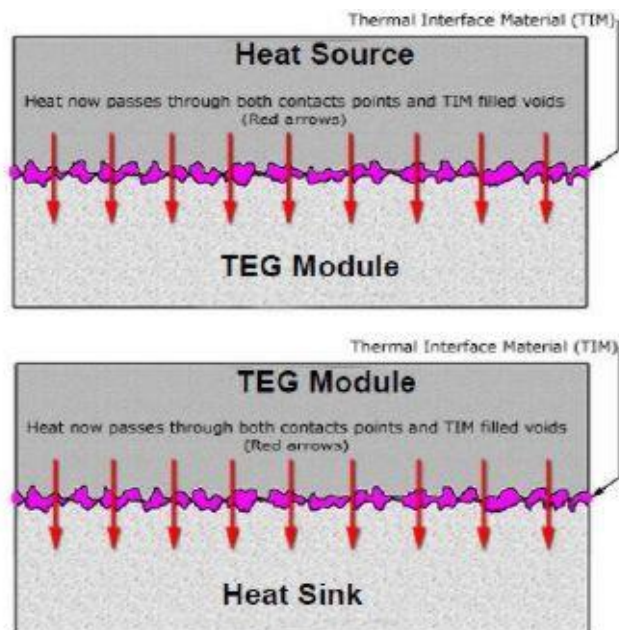 Thermal Interface Material (TIM)
Heat Source
Heat now passes through both contacts points and TIM filled voids
(Red arrows)
TEG Module
Thermal Interface Material (TIM)
TEG Module
Heat now passes through both contacts points and TIM filled voids
(Red arrows)
Heat Sink